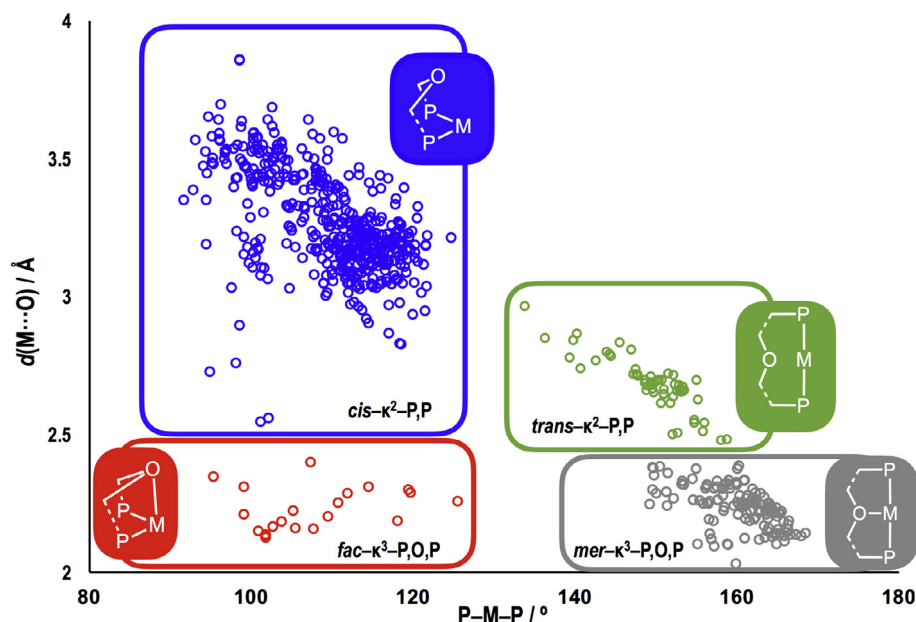 4
O
P
M
P
3.5
d(M···O) / Å
3
P
O
M
P
cis–κ²–P,P
trans–κ²–P,P
2.5
O
P
M
P
P
O
M
P
fac–κ³–P,O,P
mer–κ³–P,O,P
2
80
100
120
140
160
180
P–M–P / º